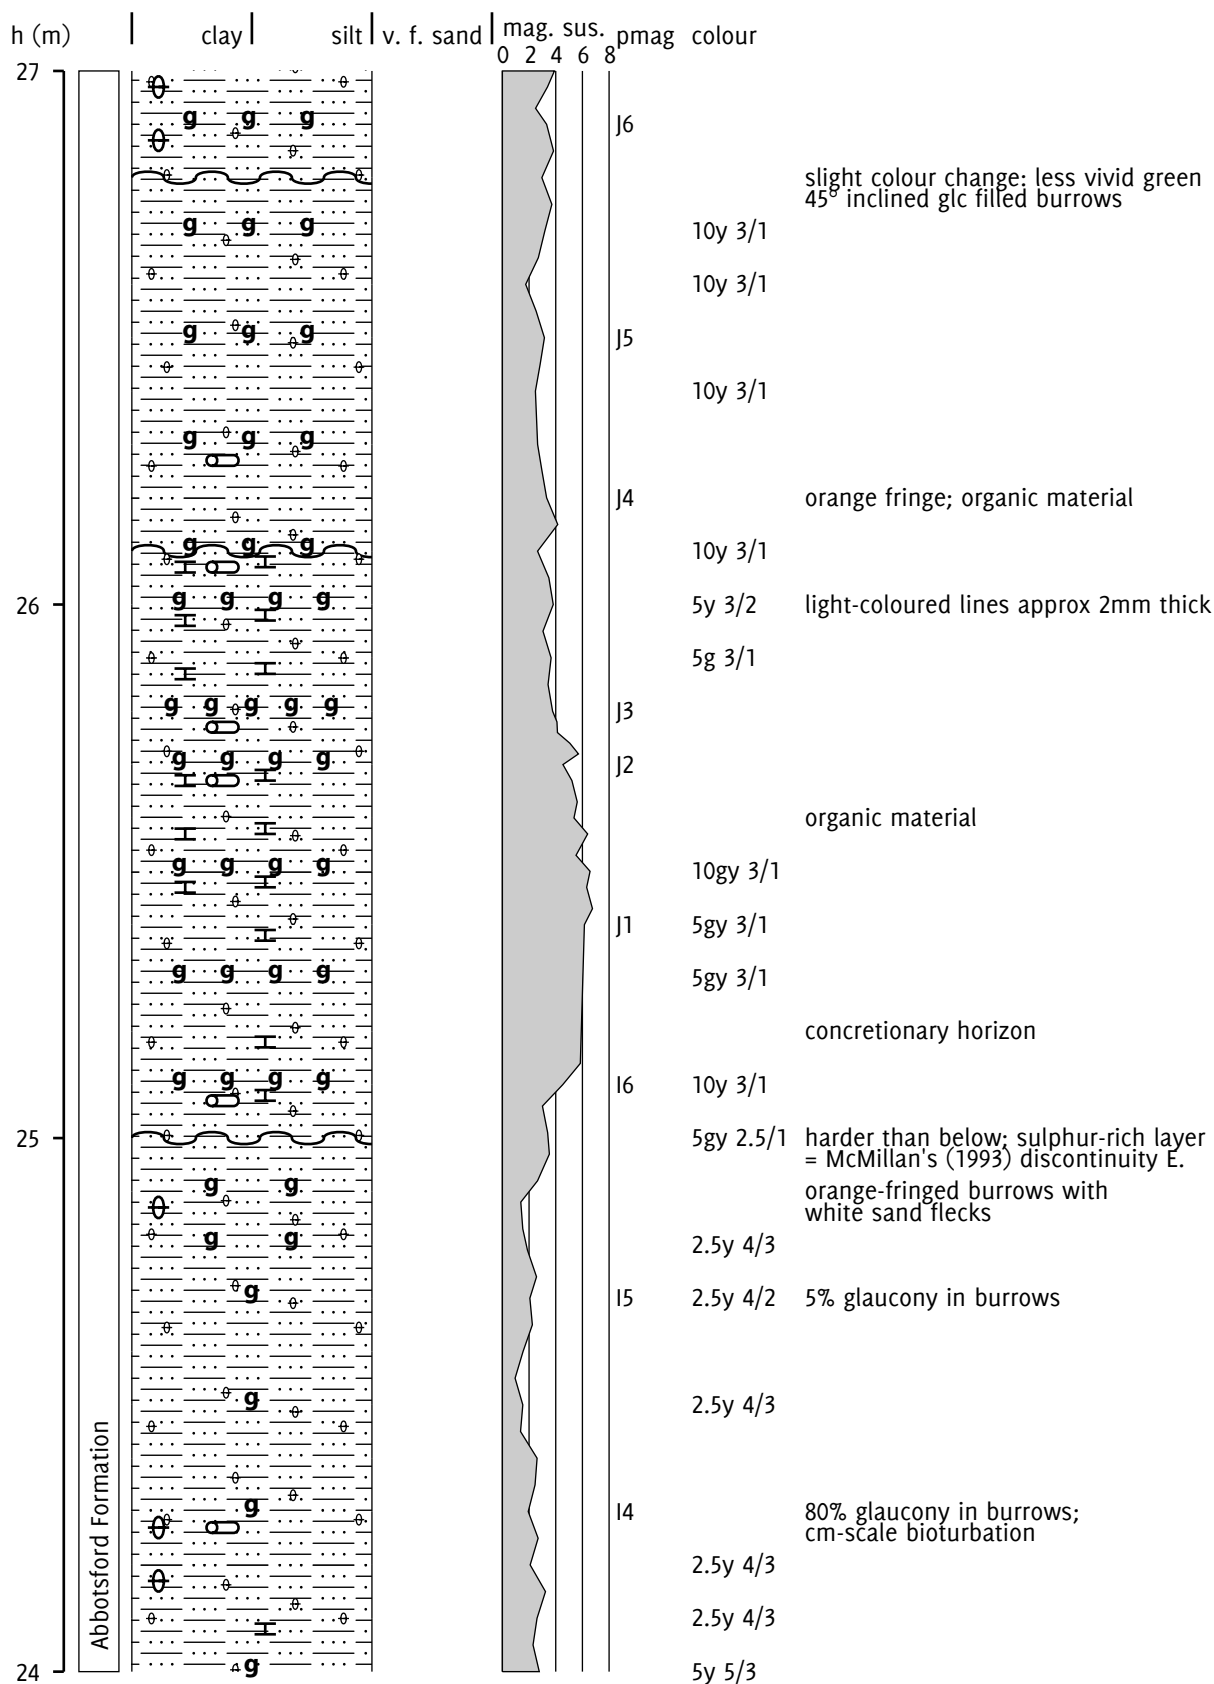 h (m) clay silt v. f. sand mag. sus. pmag colour
0 2 4 6 8
27
g g g J6
slight colour change: less vivid green
45° inclined glc filled burrows
g g g 10y 3/1
10y 3/1
g g g J5
10y 3/1
g g g
J4 orange fringe; organic material
g g g 10y 3/1
26 g g g g 5y 3/2 light-coloured lines approx 2mm thick
5g 3/1
g g g g g J3
g g g g J2
organic material
g g g g 10gy 3/1
J1 5gy 3/1
g g g g 5gy 3/1
concretionary horizon
g g g g I6 10y 3/1
25 5gy 2.5/1 harder than below; sulphur-rich layer
= McMillan's (1993) discontinuity E.
g g orange-fringed burrows with
white sand flecks
g g 2.5y 4/3
g I5 2.5y 4/2 5% glaucony in burrows
g 2.5y 4/3
g I4 80% glaucony in burrows;
cm-scale bioturbation
2.5y 4/3
2.5y 4/3
Abbotsford Formation
24 g 5y 5/3